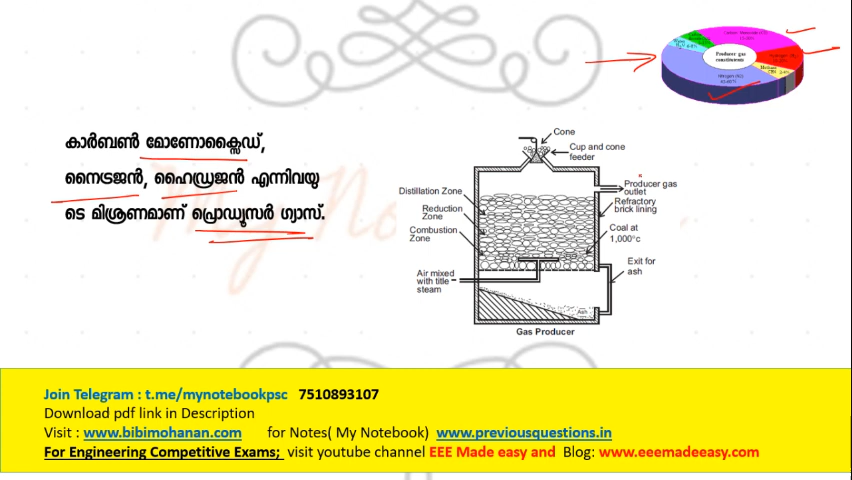 Producer gas
constituents
കാർബൺ മോണോക്സൈഡ്,
നൈട്രജൻ, ഹൈഡ്രജൻ എന്നിവയു
ടെ മിശ്രണമാണ് പ്രൊഡ്യൂസർ ഗ്യാസ്.
Cone
Cup and cone
feeder
Producer gas
outlet
Refractory
brick lining
Distillation Zone
Reduction
Zone
Combustion
Zone
Coal at
1,000°c
Exit for
ash
Air mixed
with title
steam
Ash
Gas Producer
Join Telegram : t.me/mynotebookpsc 7510893107
Download pdf link in Description
Visit : www.bibimohanan.com for Notes( My Notebook) www.previousquestions.in
For Engineering Competitive Exams; visit youtube channel EEE Made easy and Blog: www.eeemadeeasy.com